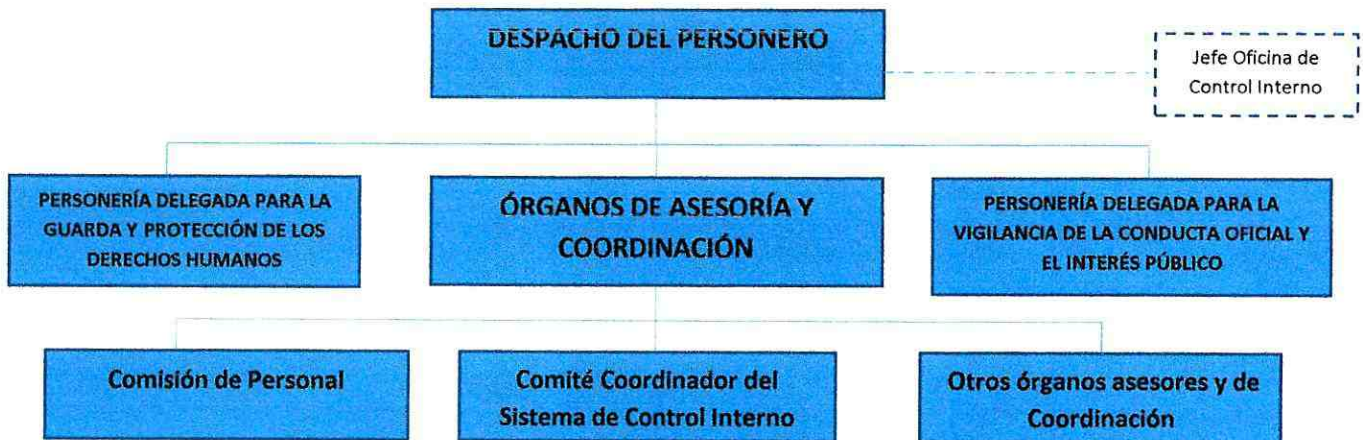 DESPACHO DEL PERSONERO
Jefe Oficina de
Control Interno
PERSONERÍA DELEGADA PARA LA
GUARDA Y PROTECCIÓN DE LOS
DERECHOS HUMANOS
ÓRGANOS DE ASESORÍA Y
COORDINACIÓN
PERSONERÍA DELEGADA PARA LA
VIGILANCIA DE LA CONDUCTA OFICIAL Y
EL INTERÉS PÚBLICO
Comisión de Personal
Comité Coordinador del
Sistema de Control Interno
Otros órganos asesores y de
Coordinación